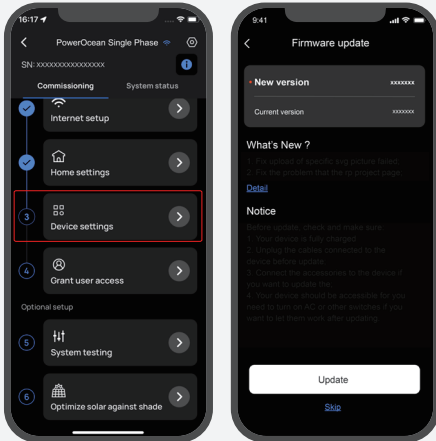 16:17
PowerOcean Single Phase
SN: xxxxxxxxxxxxxxxx
Commissioning
System status
Internet setup
Home settings
3
Device settings
4
Grant user access
Optional setup
5
System testing
6
Optimize solar against shade
9:41
Firmware update
New version
xxxxxxx
Current version
xxxxxxx
What's New ?
1. Fix upload of specific svg picture failed.
2. Fix the problem that the rp project page
Detail
Notice
Before update, check and make sure:
1. Your device is fully charged.
2. Unplug the cables connected to the
device before update.
3. Connect the accessories to the device if
you want to update the.
4. Your device should be accessible for you
need to turn on AC or other switches if you
want to let them work after updating.
Update
Skip